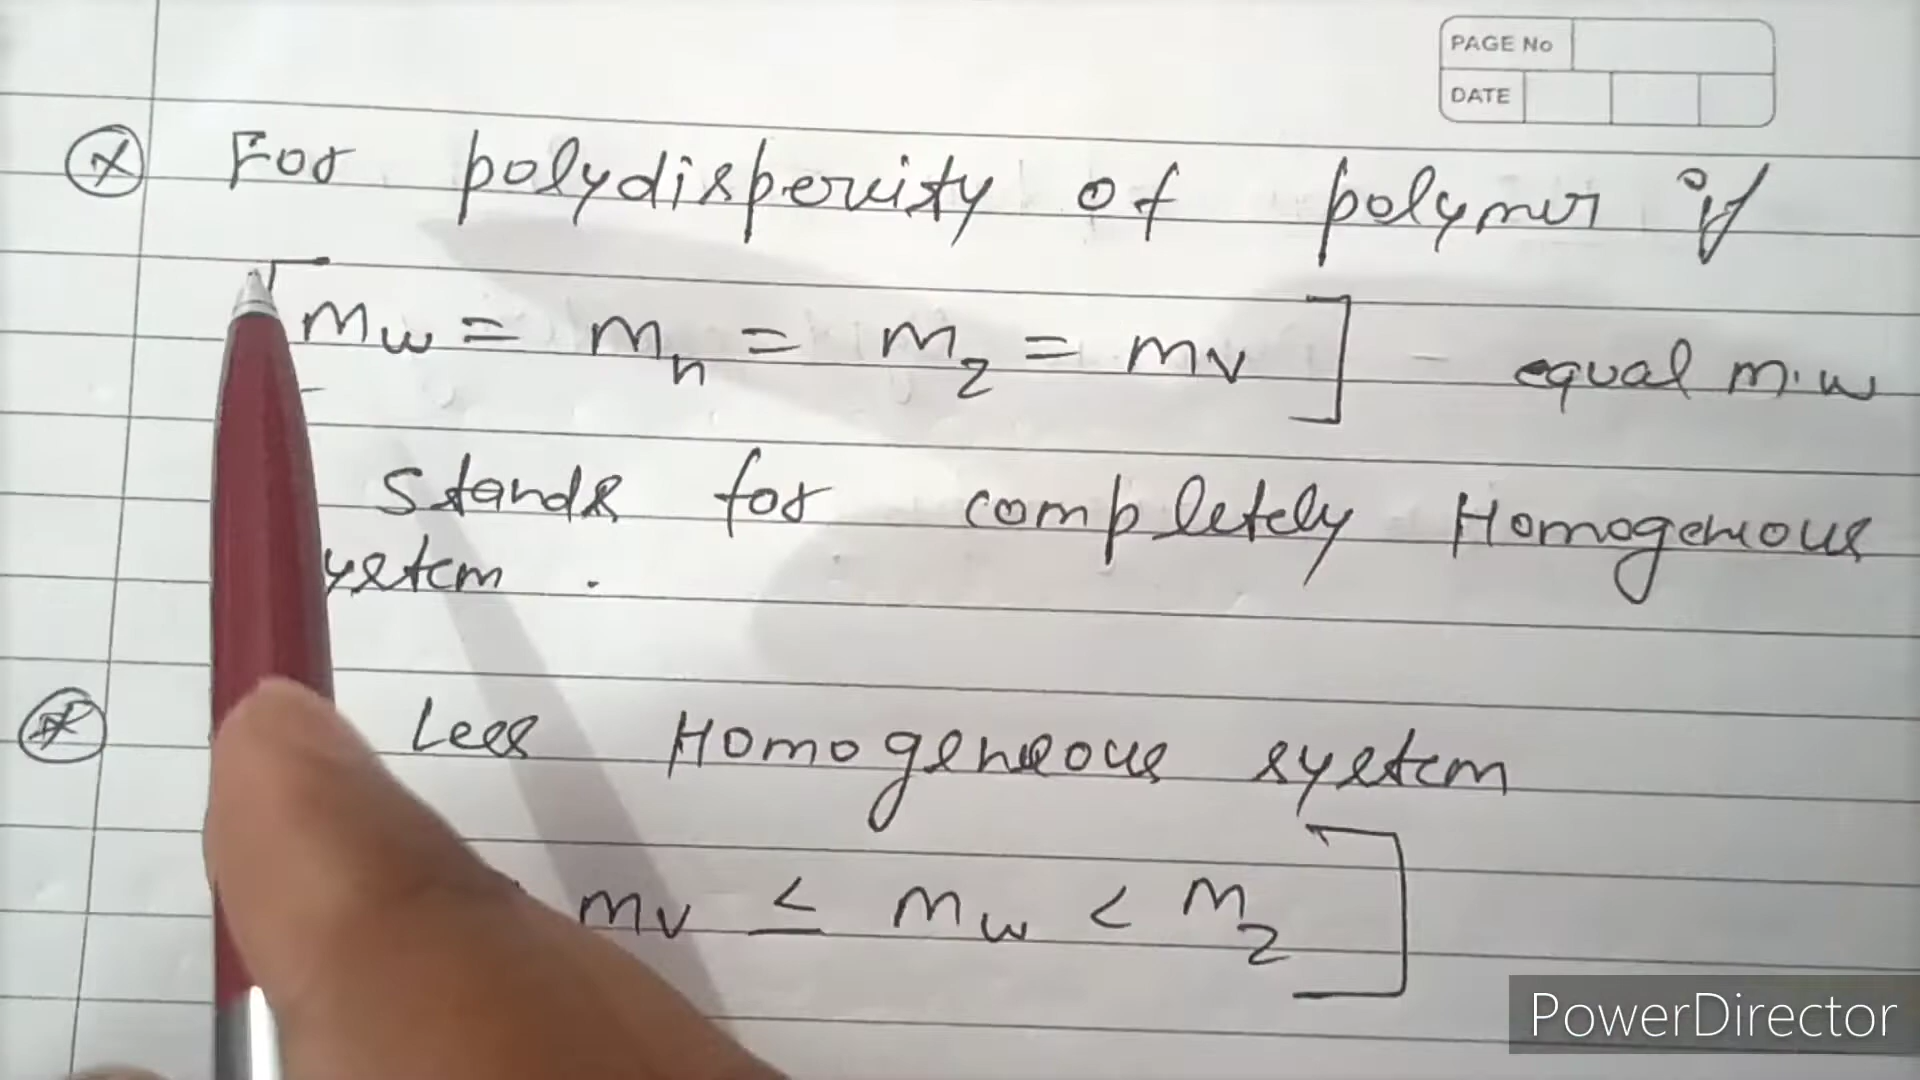 PAGE No
DATE
For polydispersity of polymer if
[Mw = Mn = Mz = Mv] equal m.w
stands for completely Homogenous
ystem.
Less Homogeneous system
Mv ≤ Mw < Mz]
PowerDirector